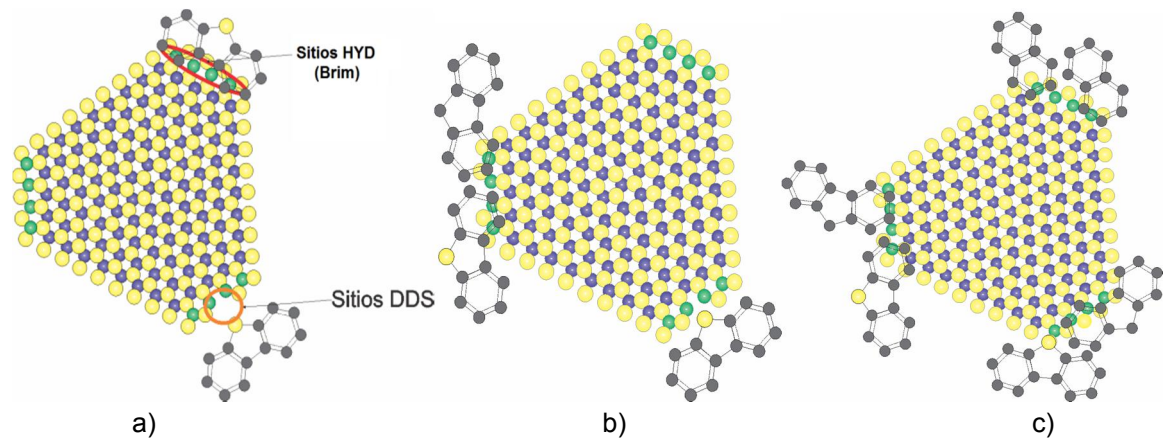 Sitios HYD
(Brim)
Sitios DDS
a)
b)
c)